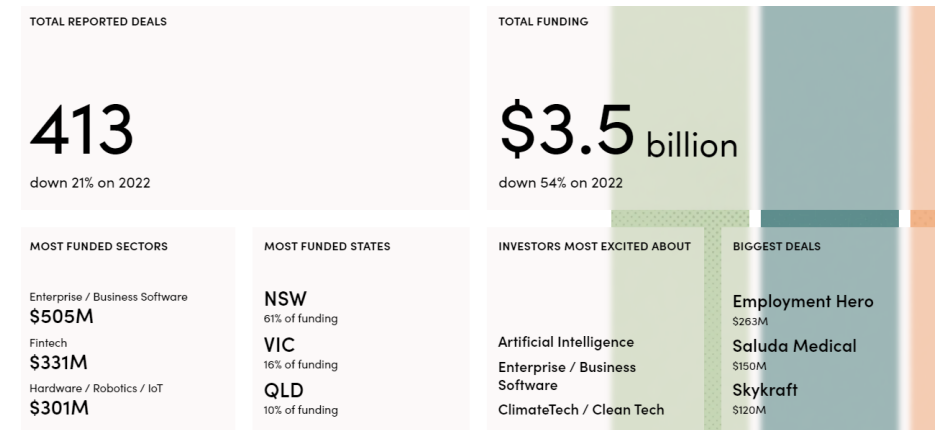 TOTAL REPORTED DEALS
413
down 21% on 2022
TOTAL FUNDING
$3.5 billion
down 54% on 2022
MOST FUNDED SECTORS
Enterprise / Business Software
$505M
Fintech
$331M
Hardware / Robotics / IoT
$301M
MOST FUNDED STATES
NSW
61% of funding
VIC
16% of funding
QLD
10% of funding
INVESTORS MOST EXCITED ABOUT
Artificial Intelligence
Enterprise / Business
Software
ClimateTech / Clean Tech
BIGGEST DEALS
Employment Hero
$263M
Saluda Medical
$150M
Skykraft
$120M